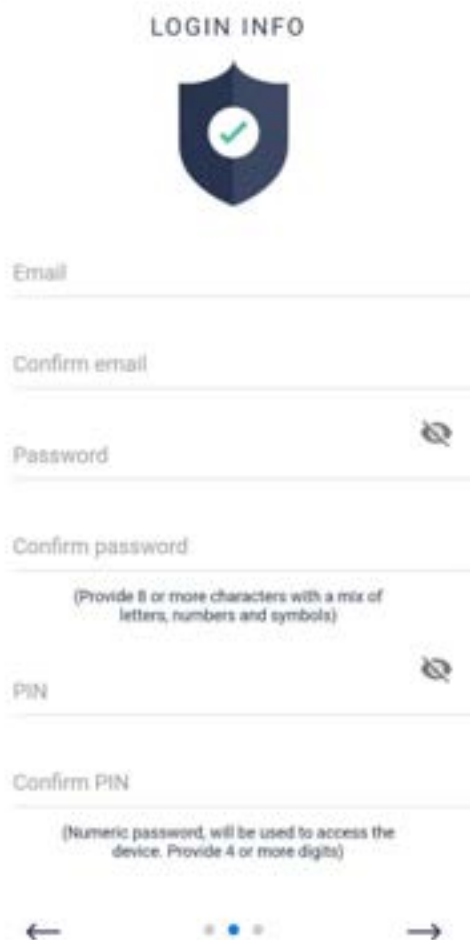 LOGIN INFO
Email
Confirm email
Password
Confirm password
(Provide 8 or more characters with a mix of
letters, numbers and symbols)
PIN
Confirm PIN
(Numeric password, will be used to access the
device. Provide 4 or more digits)